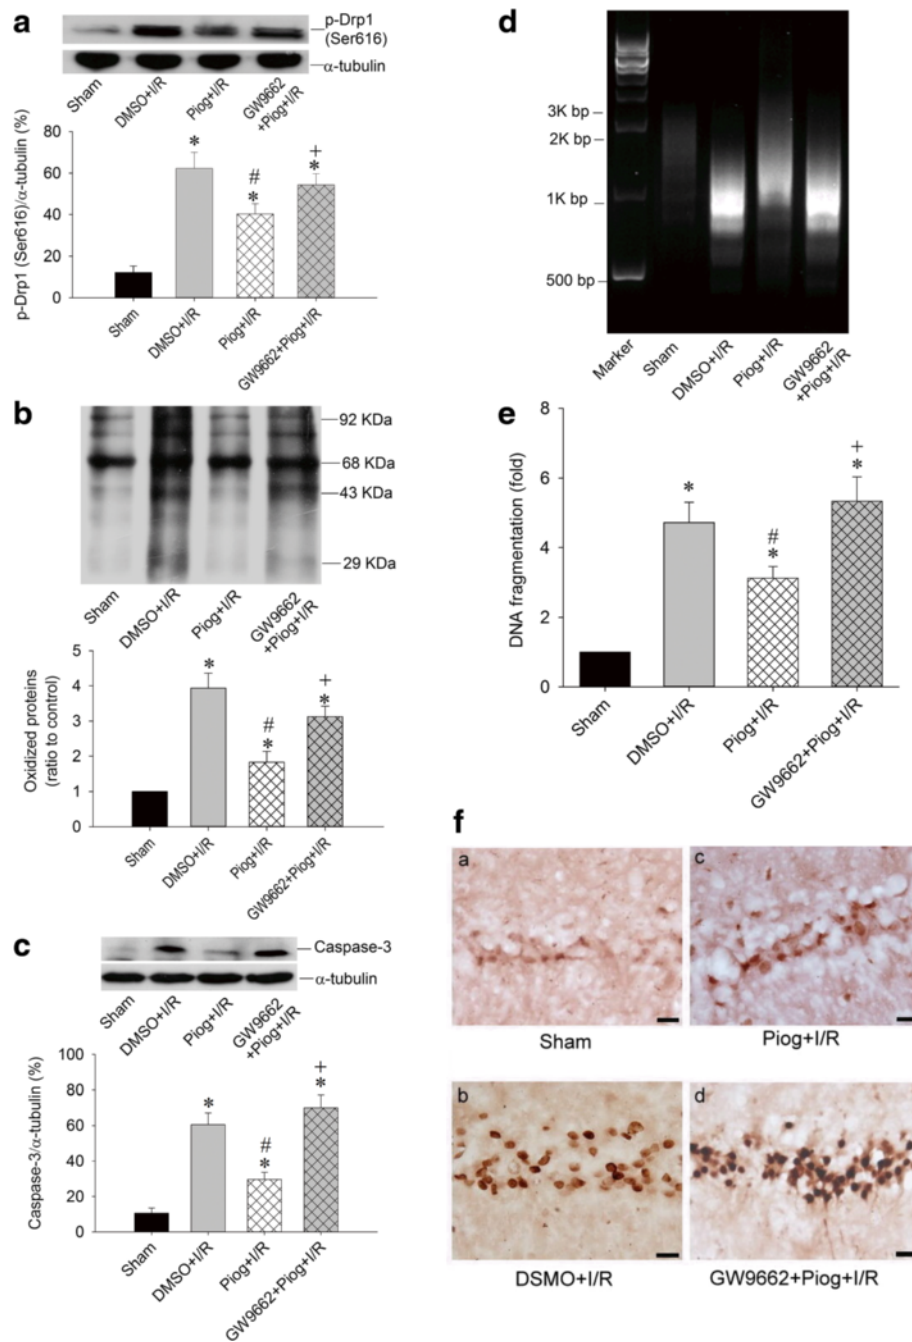 a
p-Drp1
(Ser616)
α-tubulin
Sham
DMSO+I/R
Piog+I/R
GW9662
+Piog+I/R
p-Drp1 (Ser616)/α-tubulin (%)
80
60
40
20
0
*
#
*
+
*
Sham
DMSO+I/R
Piog+I/R
GW9662+Piog+I/R
b
92 KDa
68 KDa
43 KDa
29 KDa
Sham
DMSO+I/R
Piog+I/R
GW9662
+Piog+I/R
Oxidized proteins
(ratio to control)
5
4
3
2
1
0
*
#
*
+
*
Sham
DMSO+I/R
Piog+I/R
GW9662+Piog+I/R
c
Caspase-3
α-tubulin
Sham
DMSO+I/R
Piog+I/R
GW9662
+Piog+I/R
Caspase-3/α-tubulin (%)
100
80
60
40
20
0
*
#
*
+
*
Sham
DMSO+I/R
Piog+I/R
GW9662+Piog+I/R
d
3K bp
2K bp
1K bp
500 bp
Marker
Sham
DMSO+I/R
Piog+I/R
GW9662
+Piog+I/R
e
DNA fragmentation (fold)
8
6
4
2
0
*
#
*
+
*
Sham
DMSO+I/R
Piog+I/R
GW9662+Piog+I/R
f
a
c
Sham
Piog+I/R
b
d
DSMO+I/R
GW9662+Piog+I/R